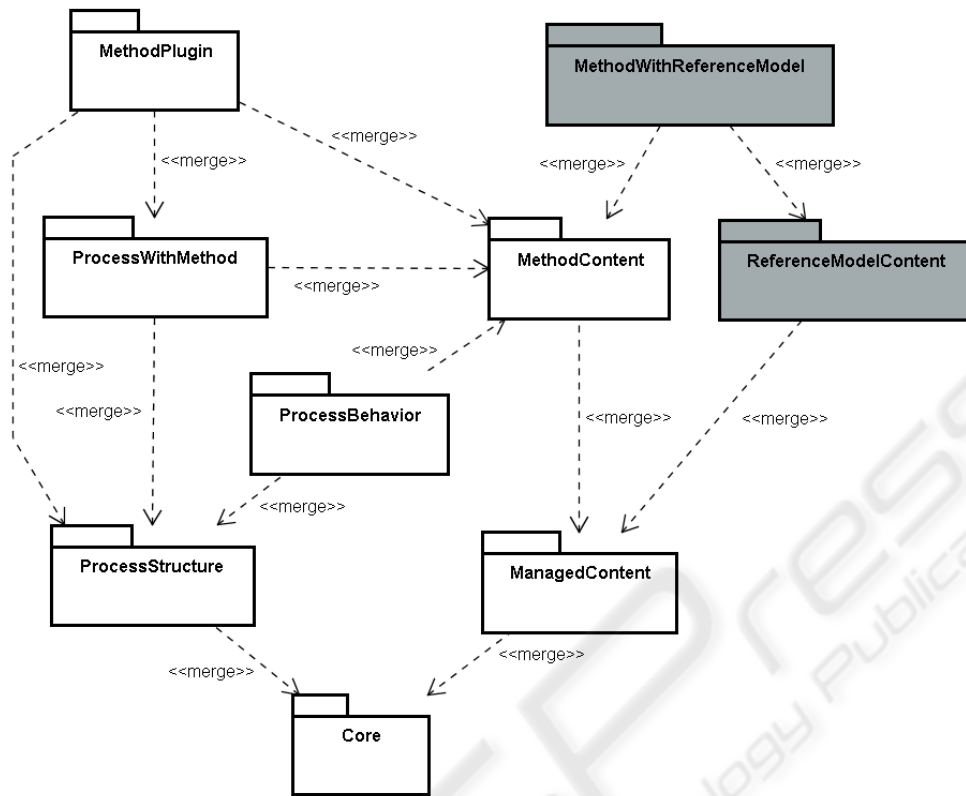 MethodPlugin
MethodWithReferenceModel
<<merge>>
<<merge>>
<<merge>>
<<merge>>
ProcessWithMethod
MethodContent
ReferenceModelContent
<<merge>>
<<merge>>
<<merge>>
<<merge>>
ProcessBehavior
<<merge>>
<<merge>>
<<merge>>
ProcessStructure
ManagedContent
<<merge>>
<<merge>>
Core